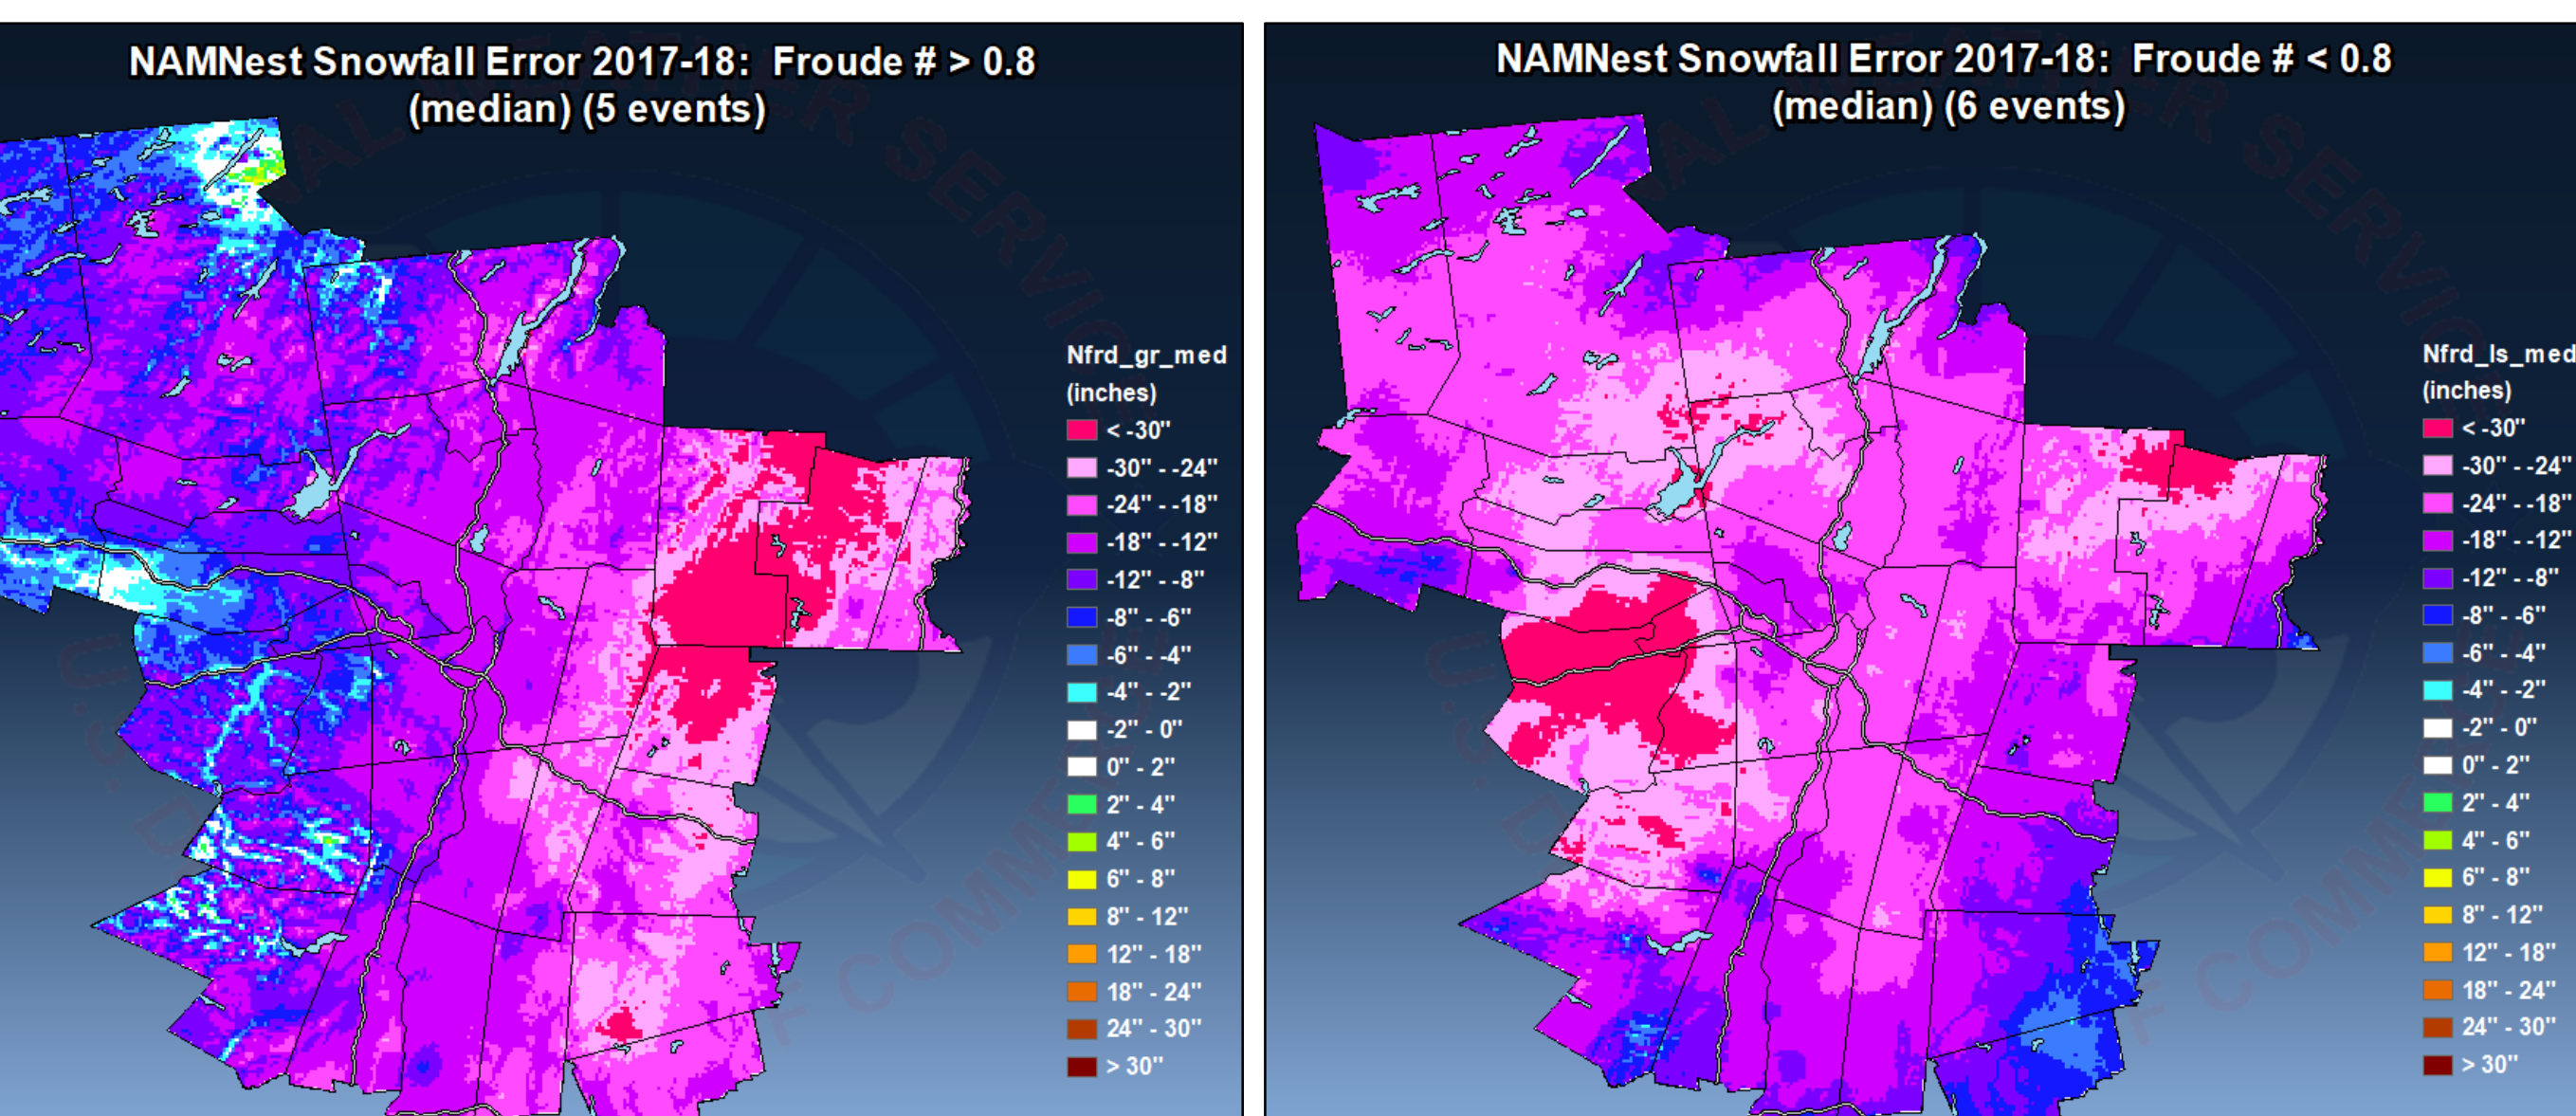 NAMNest Snowfall Error 2017-18: Froude # > 0.8
(median) (5 events)
Nfrd_gr_med
(inches)
< -30"
-30" - -24"
-24" - -18"
-18" - -12"
-12" - -8"
-8" - -6"
-6" - -4"
-4" - -2"
-2" - 0"
0" - 2"
2" - 4"
4" - 6"
6" - 8"
8" - 12"
12" - 18"
18" - 24"
24" - 30"
> 30"
NAMNest Snowfall Error 2017-18: Froude # < 0.8
(median) (6 events)
Nfrd_ls_med
(inches)
< -30"
-30" - -24"
-24" - -18"
-18" - -12"
-12" - -8"
-8" - -6"
-6" - -4"
-4" - -2"
-2" - 0"
0" - 2"
2" - 4"
4" - 6"
6" - 8"
8" - 12"
12" - 18"
18" - 24"
24" - 30"
> 30"